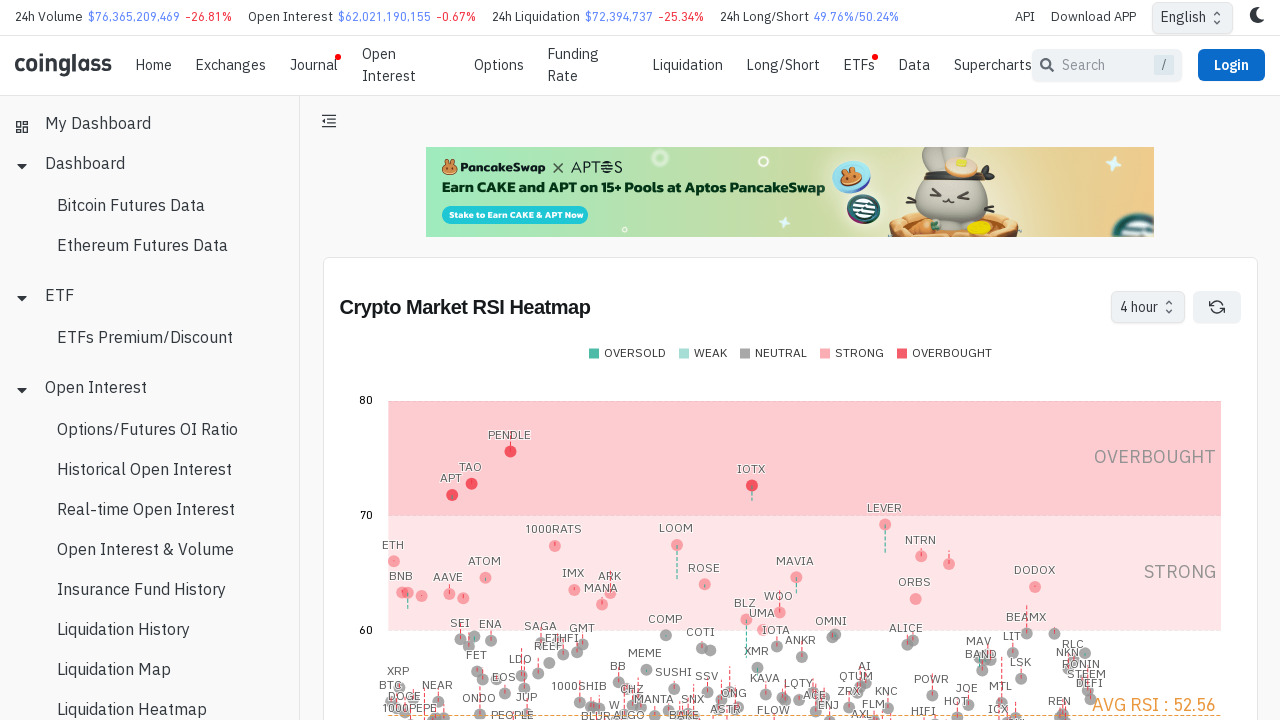 24h Volume $76,365,209,469 -26.81% Open Interest $62,021,190,155 -0.67% 24h Liquidation $72,394,737 -25.34% 24h Long/Short 49.76%/50.24% API Download APP English
coinglass Home Exchanges Journal Open Interest Options Funding Rate Liquidation Long/Short ETFs Data Supercharts Search / Login
My Dashboard
Dashboard
Bitcoin Futures Data
Ethereum Futures Data
ETF
ETFs Premium/Discount
Open Interest
Options/Futures OI Ratio
Historical Open Interest
Real-time Open Interest
Open Interest & Volume
Insurance Fund History
Liquidation History
Liquidation Map
Liquidation Heatmap
PancakeSwap × APTOS
Earn CAKE and APT on 15+ Pools at Aptos PancakeSwap
Stake to Earn CAKE & APT Now
Crypto Market RSI Heatmap
4 hour
OVERSOLD WEAK NEUTRAL STRONG OVERBOUGHT
80
PENDLE
OVERBOUGHT
TAO
IOTX
APT
LEVER
70
1000RATS
LOOM
NTRN
ETH
ATOM
MAVIA
ROSE
DODOX
STRONG
BNB
AAVE
IMX
ARK
ORBS
MANA
WOO
BLZ
UMA
BEAMX
COMP
OMNI
SEI
ENA
SAGA
GMT
60
COTI
IOTA
ALICE
ETHFI
LIT
ANKR
MAV
RLC
REEF
XMR
NKN
BAND
MEME
FET
LDO
LSK
RONIN
BB
AI
XRP
SUSHI
SSV
KAVA
QTUM
POWR
STEEM
EOS
LQTY
DEFI
BTC
NEAR
1000SHIB
CHZ
JOE
MTL
DOGE
ONDO
JUP
MANTA
SNX
ONG
ACE
ZRX
KNC
HOT
REN
AVG RSI : 52.56
1000PEPE
PEOPLE
BLUR
W
ALGO
BAKE
ASTR
FLOW
ENJ
AXL
FLM
HIFI
ICX